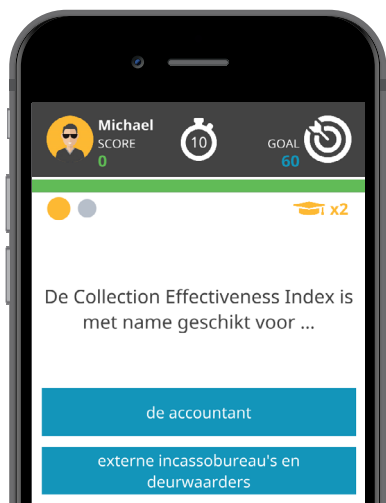 Michael
SCORE
0
10
GOAL
60
x2
De Collection Effectiveness Index is
met name geschikt voor ...
de accountant
externe incassobureau's en
deurwaarders